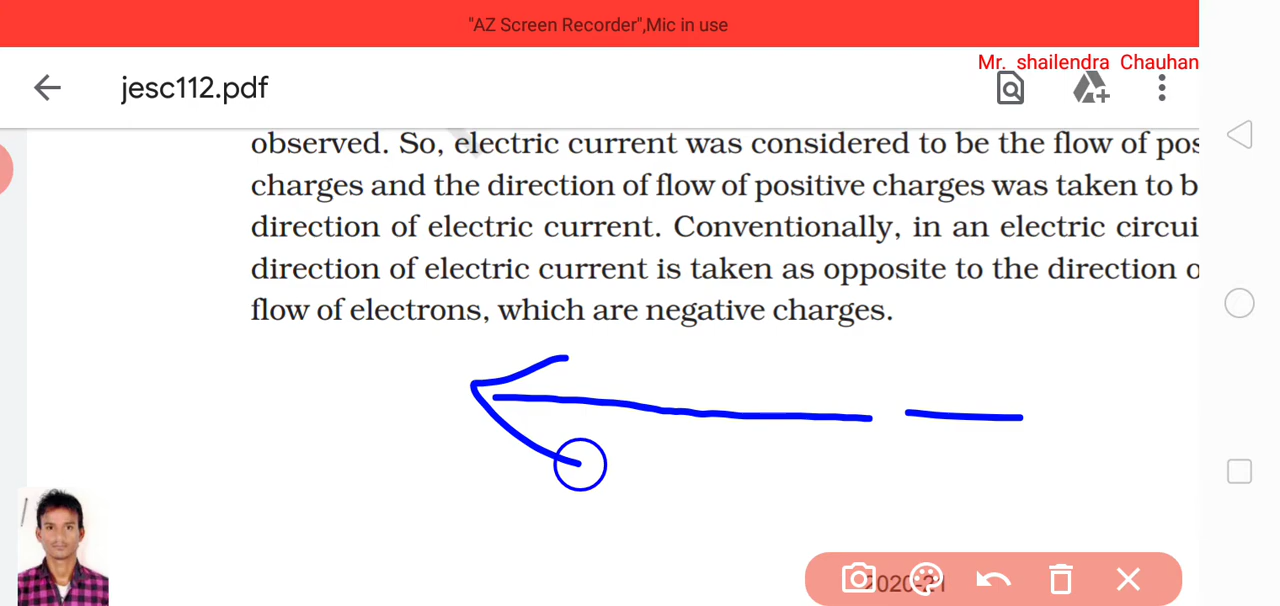 "AZ Screen Recorder",Mic in use
Mr. shailendra Chauhan
jesc112.pdf
observed. So, electric current was considered to be the flow of pos
charges and the direction of flow of positive charges was taken to b
direction of electric current. Conventionally, in an electric circui
direction of electric current is taken as opposite to the direction o
flow of electrons, which are negative charges.
2020-21